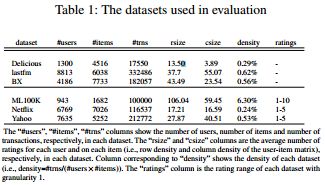 Table 1: The datasets used in evaluation
dataset #users #items #trns rsize csize density ratings
Delicious 1300 4516 17550 13.50 3.89 0.29% -
lastfm 8813 6038 332486 37.7 55.07 0.62% -
BX 4186 7733 182057 43.49 23.54 0.56% -
ML100K 943 1682 100000 106.04 59.45 6.30% 1-10
Netflix 6769 7026 116537 17.21 16.59 0.24% 1-5
Yahoo 7635 5252 212772 27.87 40.51 0.53% 1-5
The "#users", "#items", "#trns" columns show the number of users, number of items and number of
transactions, respectively, in each dataset. The "rsize" and "csize" columns are the average number of
ratings for each user and on each item (i.e., row density and column density of the user-item matrix),
respectively, in each dataset. Column corresponding to "density" shows the density of each dataset
(i.e., density=#trns/(#users×#items)). The "ratings" column is the rating range of each dataset with
granularity 1.